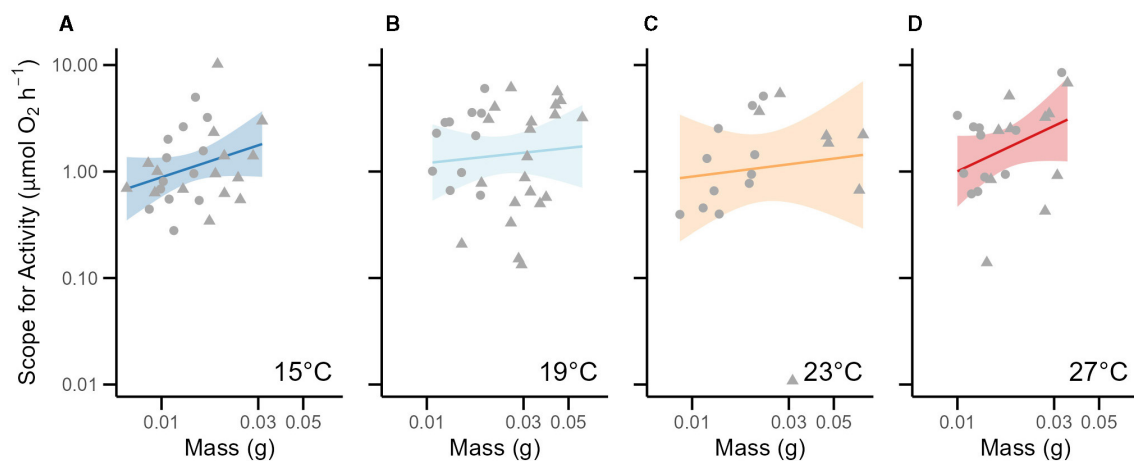 A B C D
Scope for Activity (µmol O₂ h⁻¹)
10.00
1.00
0.10
0.01
15°C 19°C 23°C 27°C
0.01 0.03 0.05 0.01 0.03 0.05 0.01 0.03 0.05 0.01 0.03 0.05
Mass (g) Mass (g) Mass (g) Mass (g)